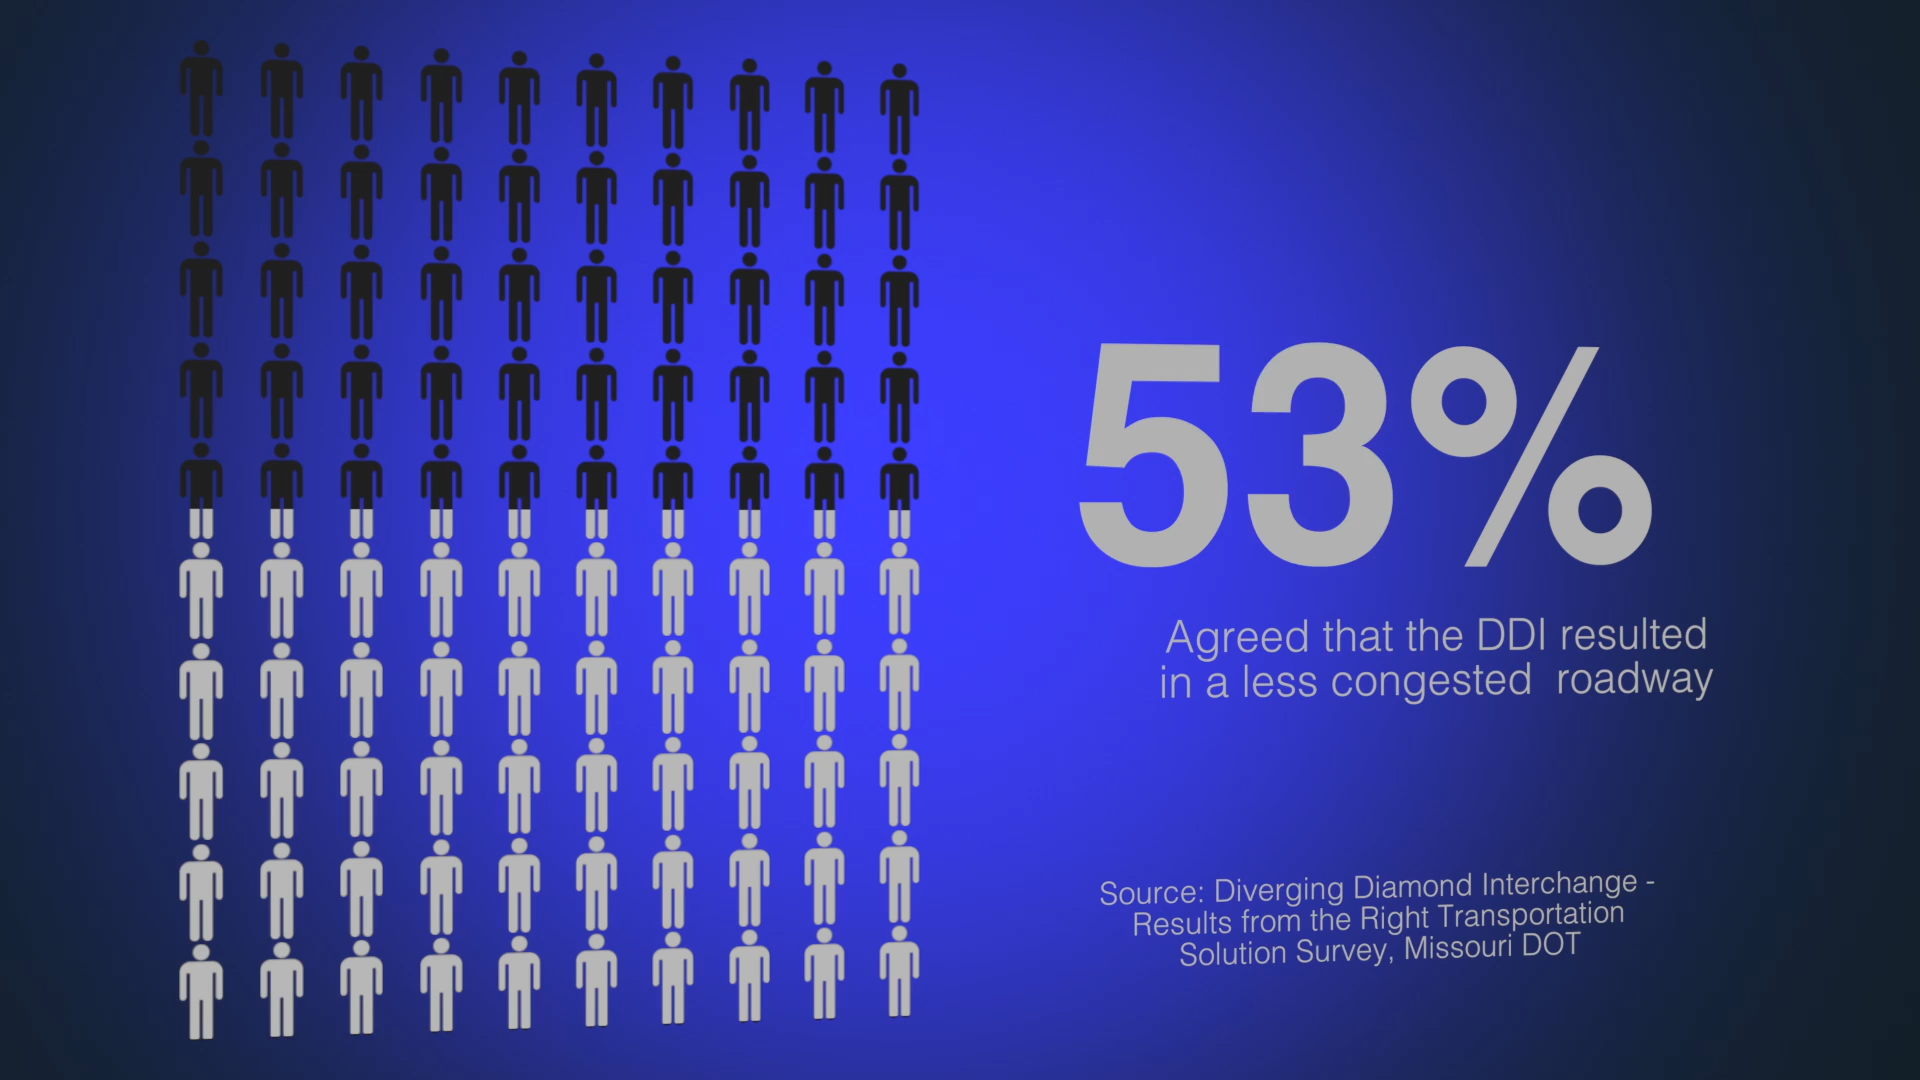 53%
Agreed that the DDI resulted
in a less congested  roadway
Source: Diverging Diamond Interchange -
Results from the Right Transportation
Solution Survey, Missouri DOT